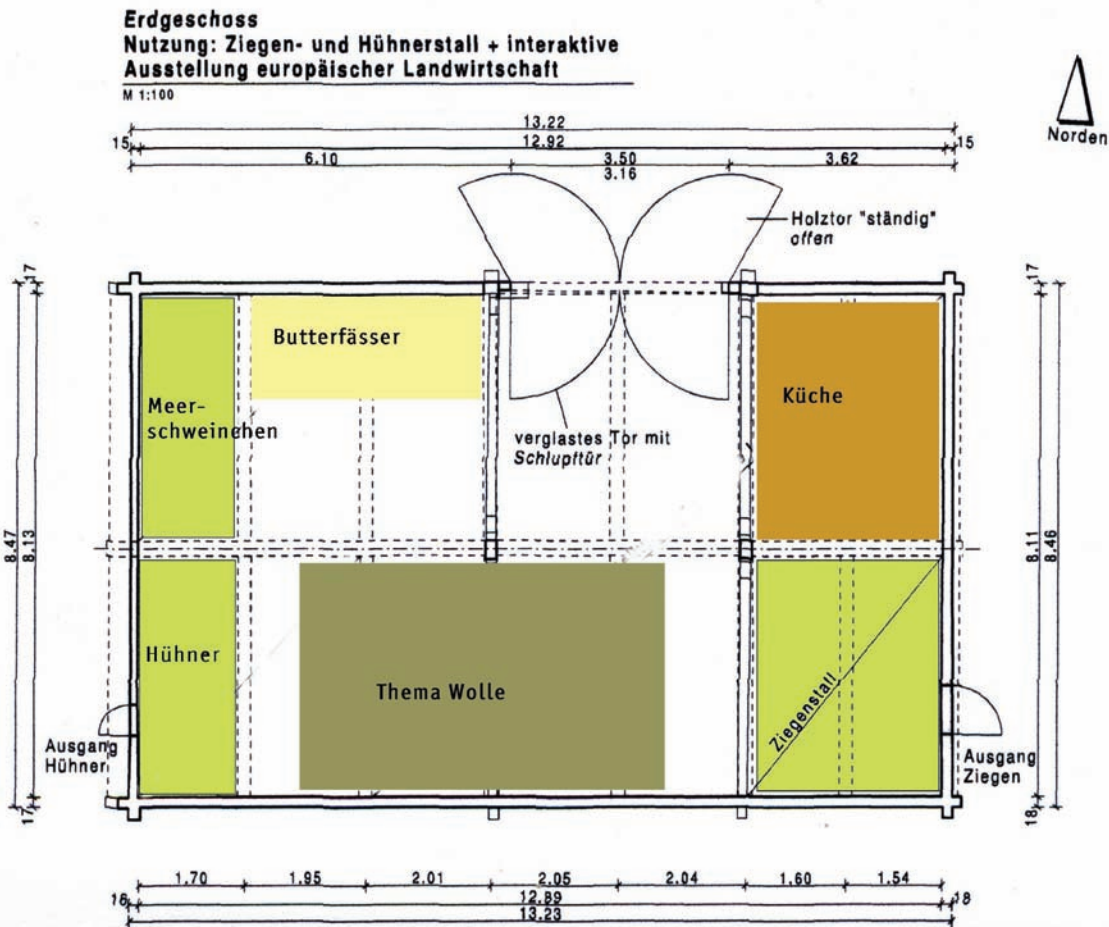 Erdgeschoss
Nutzung: Ziegen- und Hühnerstall + interaktive
Ausstellung europäischer Landwirtschaft
M 1:100
Norden
13.22
15 12.92 15
6.10 3.50 3.62
3.16
Holztor "ständig"
offen
17 17
Butterfässer
Meer-
schweinchen
Küche
verglastes Tor mit
Schlupftür
8.47 8.13 8.11 8.46
Hühner
Thema Wolle
Ziegenstall
Ausgang
Hühner
Ausgang
Ziegen
17 18
1.70 1.95 2.01 2.05 2.04 1.60 1.54
18 12.89 18
13.23